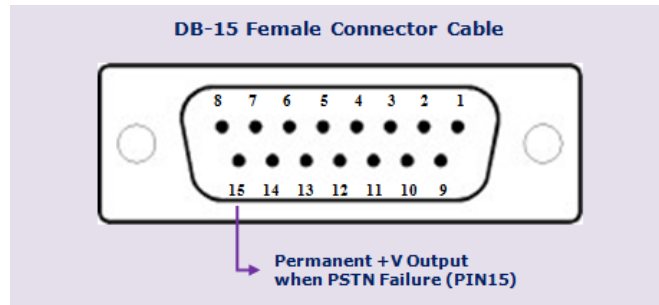 DB-15 Female Connector Cable
8 7 6 5 4 3 2 1
15 14 13 12 11 10 9
Permanent +V Output
when PSTN Failure (PIN15)